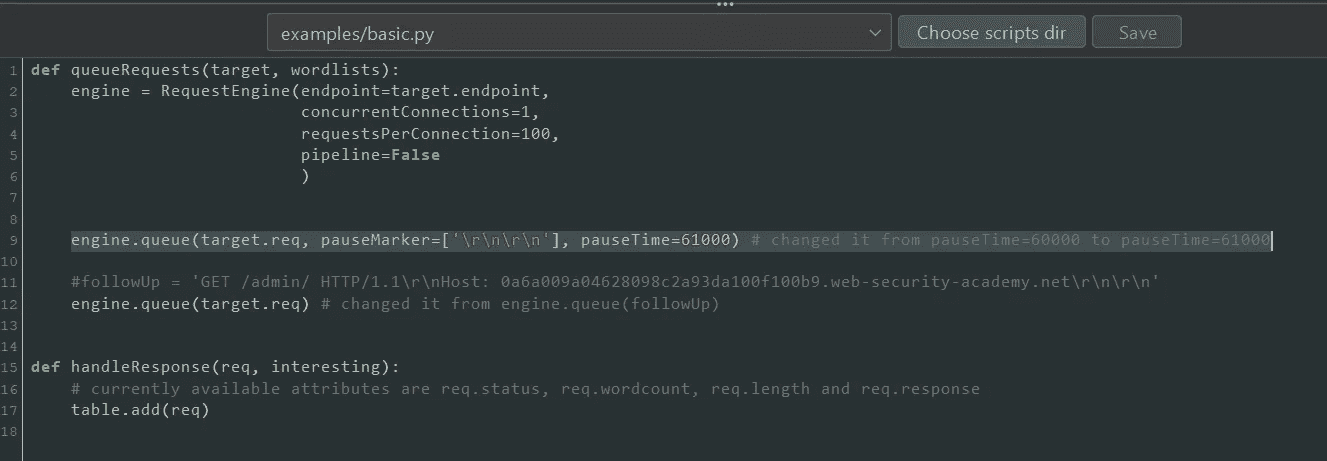 examples/basic.py Choose scripts dir Save
1 def queueRequests(target, wordlists):
2     engine = RequestEngine(endpoint=target.endpoint,
3                            concurrentConnections=1,
4                            requestsPerConnection=100,
5                            pipeline=False
6                            )
7
8
9     engine.queue(target.req, pauseMarker=['\r\n\r\n'], pauseTime=61000) # changed it from pauseTime=60000 to pauseTime=61000
10
11     #followUp = 'GET /admin/ HTTP/1.1\r\nHost: 0a6a009a04628098c2a93da100f100b9.web-security-academy.net\r\n\r\n'
12     engine.queue(target.req) # changed it from engine.queue(followUp)
13
14
15 def handleResponse(req, interesting):
16     # currently available attributes are req.status, req.wordcount, req.length and req.response
17     table.add(req)
18